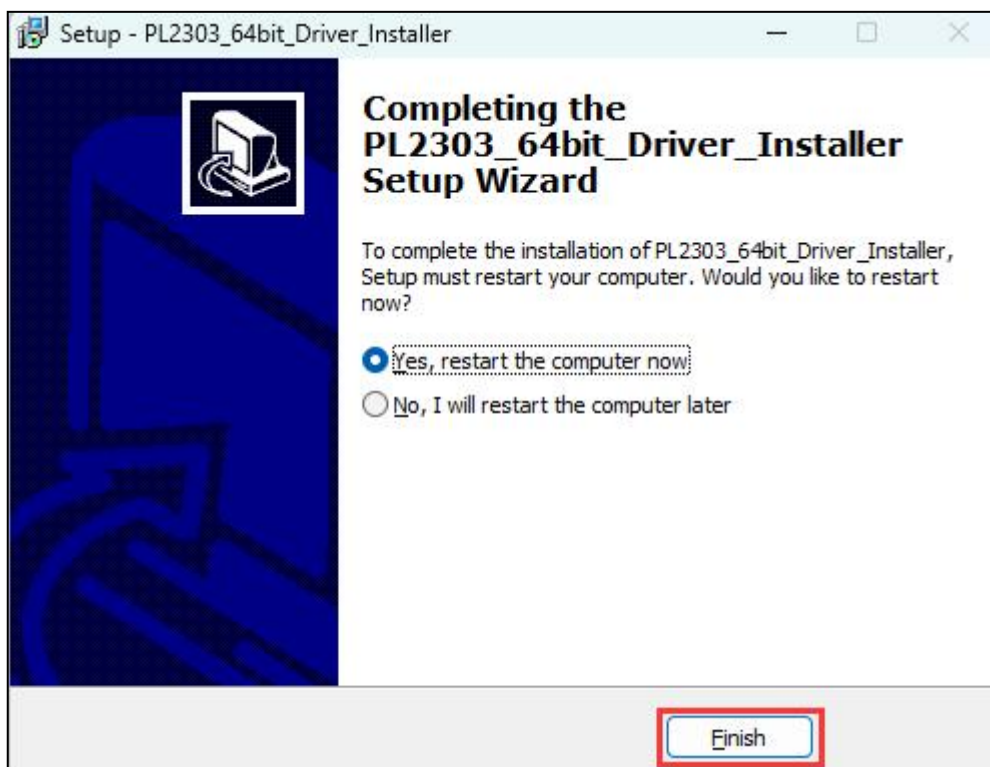 Setup - PL2303_64bit_Driver_Installer
Completing the
PL2303_64bit_Driver_Installer
Setup Wizard
To complete the installation of PL2303_64bit_Driver_Installer,
Setup must restart your computer. Would you like to restart
now?
Yes, restart the computer now
No, I will restart the computer later
Finish